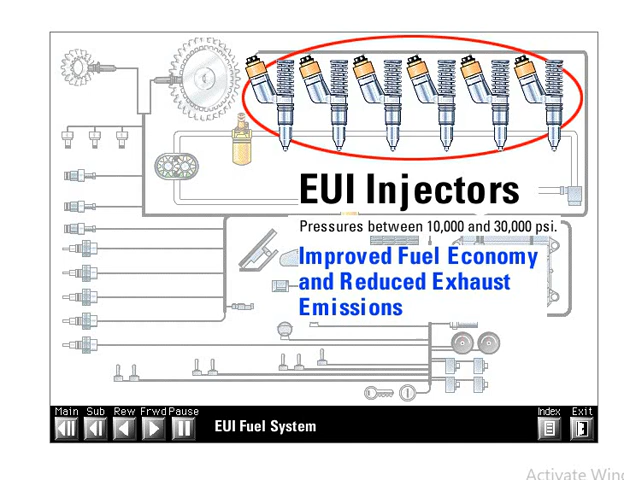 EUI Injectors
Pressures between 10,000 and 30,000 psi.
Improved Fuel Economy
and Reduced Exhaust
Emissions
Main Sub Rew Frwd Pause
EUI Fuel System
Index Exit
Activate Win